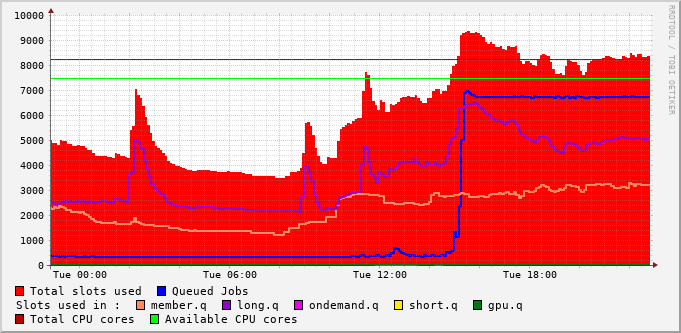 10000
9000
8000
7000
6000
5000
4000
3000
2000
1000
0
Tue 00:00 Tue 06:00 Tue 12:00 Tue 18:00
RRDTOOL / TOBI OETIKER
Total slots used Queued Jobs
Slots used in : member.q long.q ondemand.q short.q gpu.q
Total CPU cores Available CPU cores